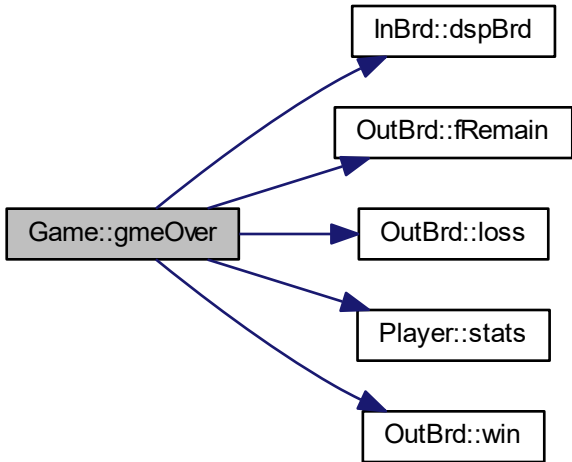 InBrd::dspBrd
OutBrd::fRemain
Game::gmeOver
OutBrd::loss
Player::stats
OutBrd::win